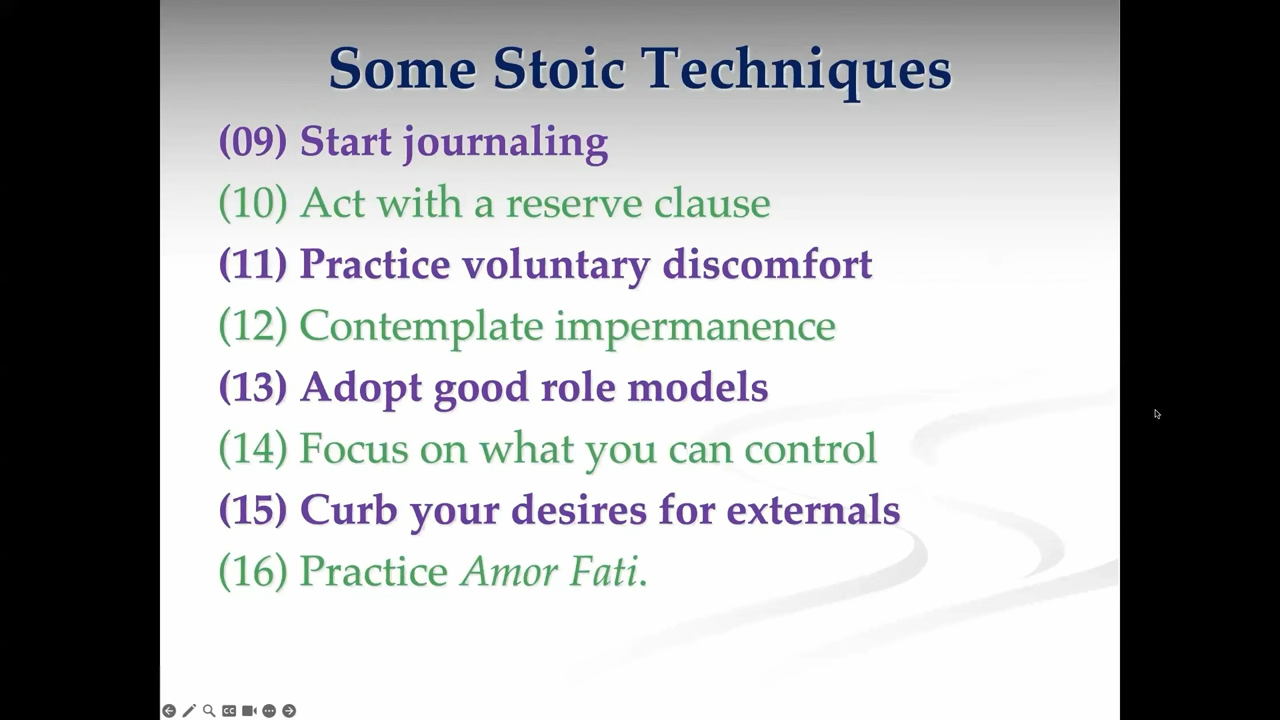 Some Stoic Techniques
(09) Start journaling
(10) Act with a reserve clause
(11) Practice voluntary discomfort
(12) Contemplate impermanence
(13) Adopt good role models
(14) Focus on what you can control
(15) Curb your desires for externals
(16) Practice Amor Fati.
CC